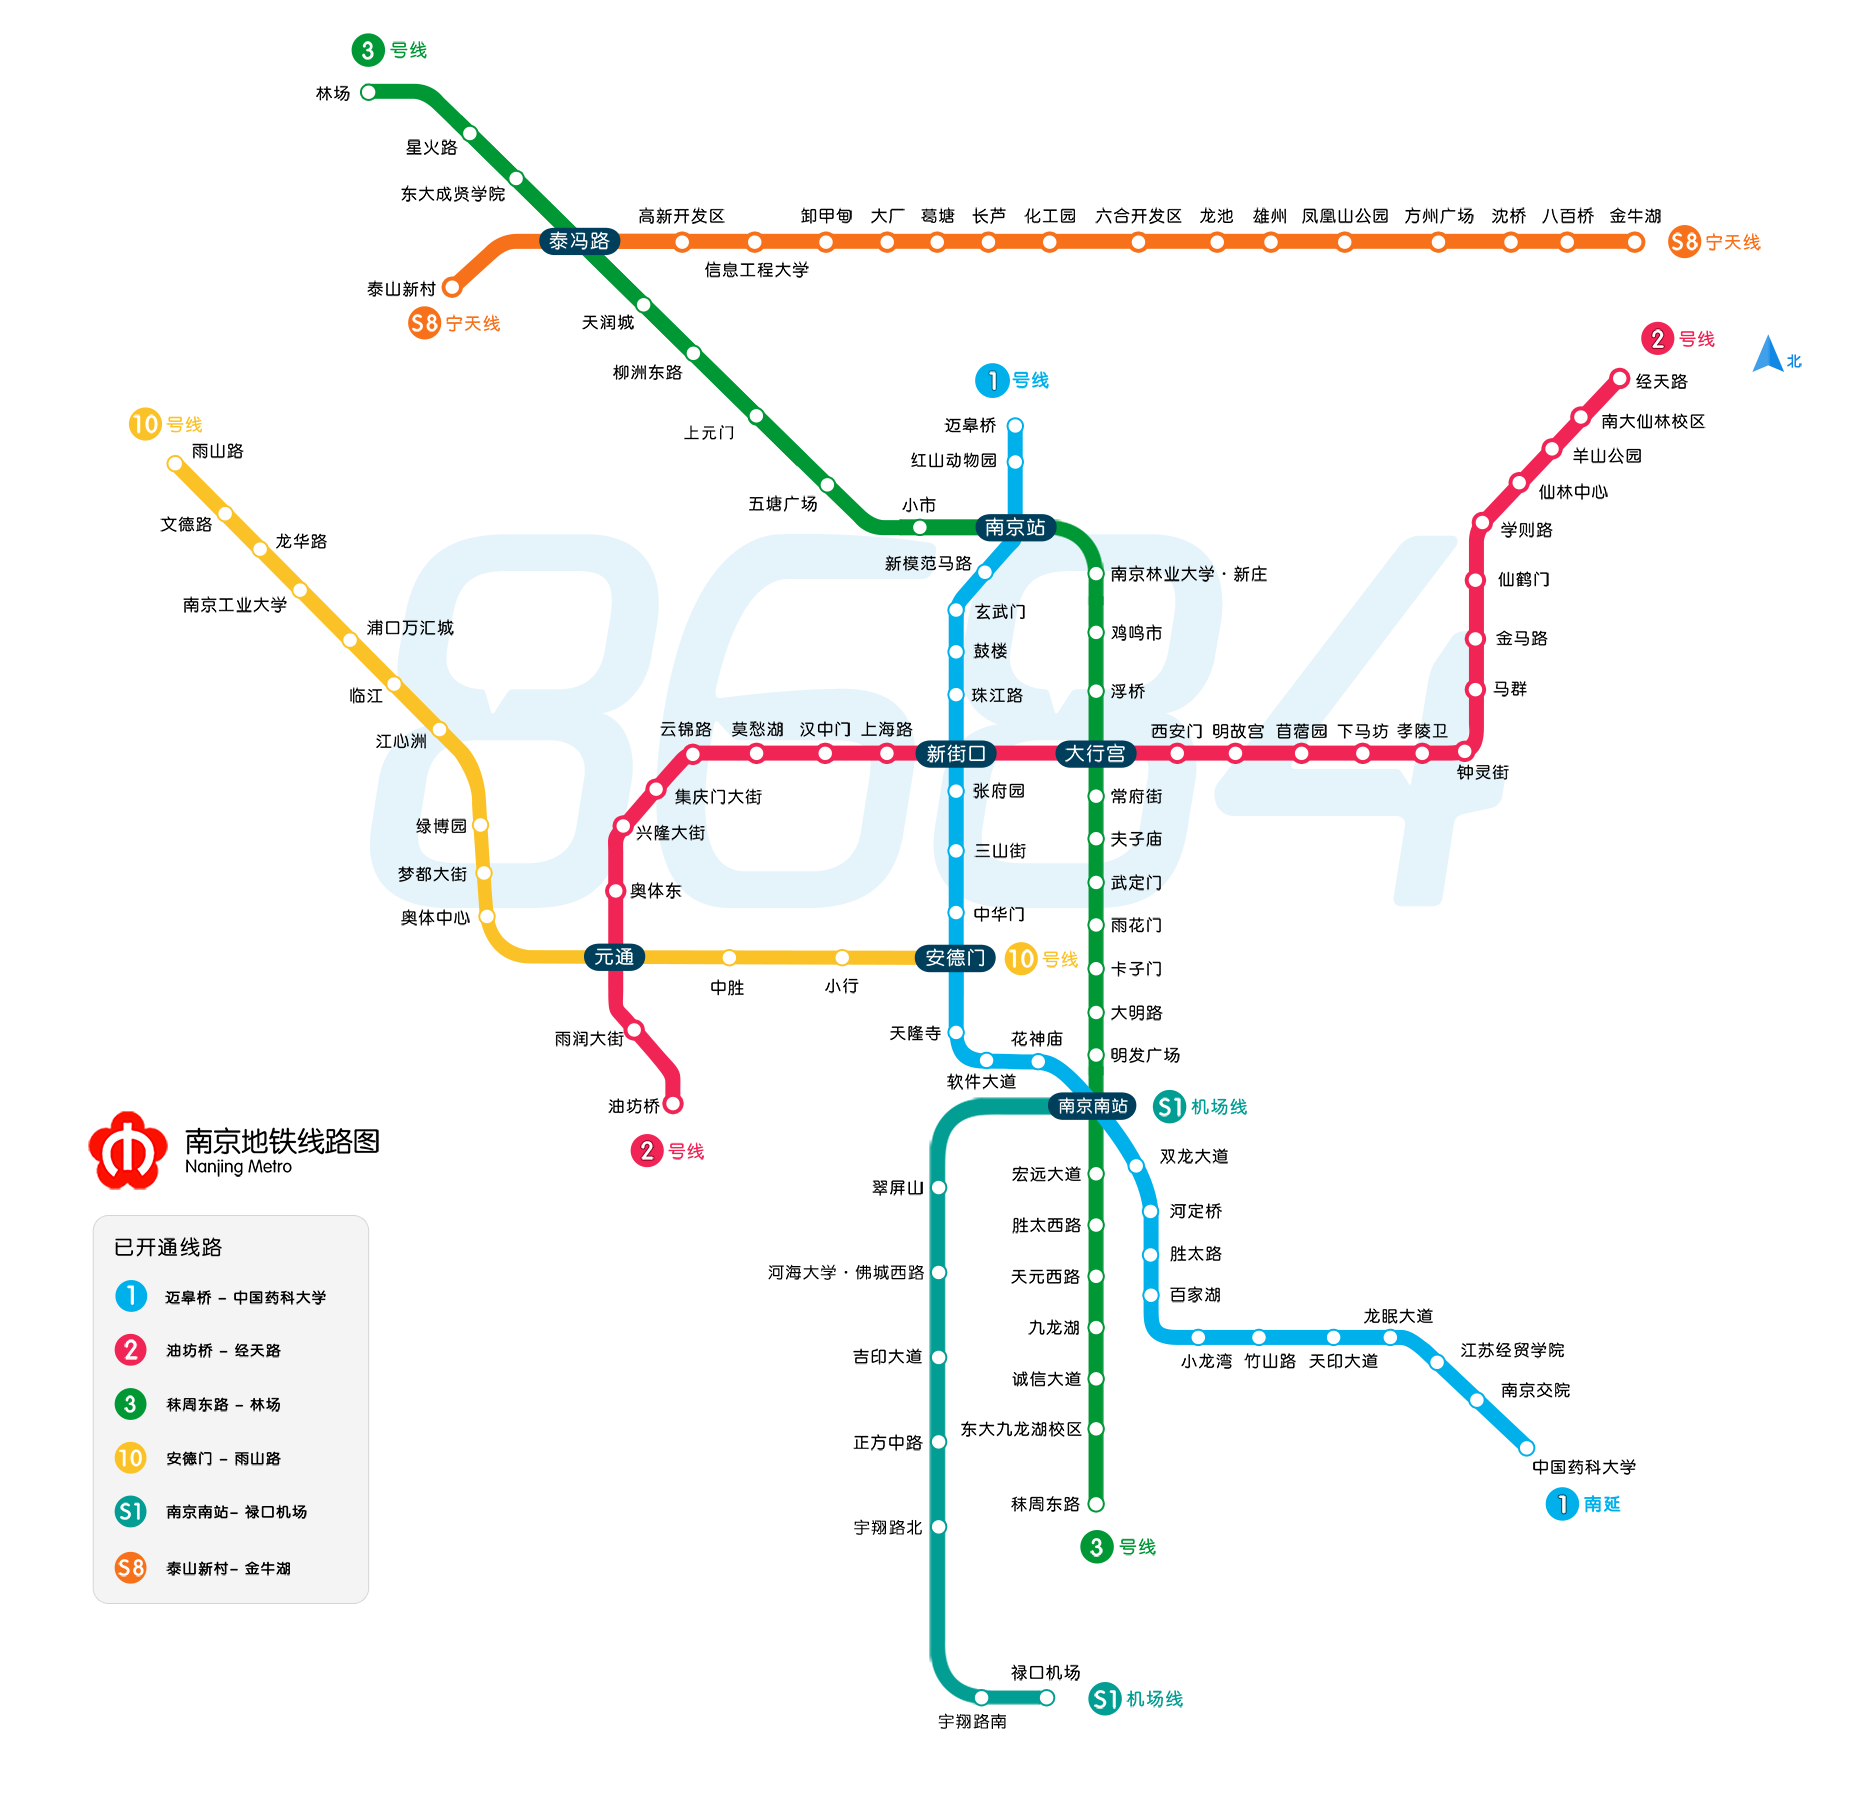 3 号线
林场
星火路
东大成贤学院
泰冯路
高新开发区
信息工程大学
卸甲甸
大厂
葛塘
长芦
化工园
六合开发区
龙池
雄州
凤凰山公园
方州广场
沈桥
八百桥
金牛湖
S8 宁天线
泰山新村
S8 宁天线
天润城
柳洲东路
上元门
五塘广场
小市
2 号线
北
经天路
南大仙林校区
羊山公园
仙林中心
学则路
仙鹤门
金马路
马群
1 号线
迈皋桥
红山动物园
南京站
新模范马路
玄武门
鼓楼
珠江路
南京林业大学·新庄
鸡鸣市
浮桥
10 号线
雨山路
文德路
龙华路
南京工业大学
浦口万汇城
临江
江心洲
绿博园
梦都大街
奥体中心
8684
云锦路
莫愁湖
汉中门
上海路
新街口
大行宫
西安门
明故宫
苜蓿园
下马坊
孝陵卫
钟灵街
集庆门大街
兴隆大街
奥体东
元通
中胜
小行
安德门
10 号线
雨润大街
油坊桥
2 号线
张府园
三山街
中华门
天隆寺
软件大道
花神庙
常府街
夫子庙
武定门
雨花门
卡子门
大明路
明发广场
南京南站
S1 机场线
翠屏山
河海大学·佛城西路
吉印大道
正方中路
宇翔路北
宇翔路南
禄口机场
S1 机场线
宏远大道
胜太西路
天元西路
九龙湖
诚信大道
东大九龙湖校区
秣周东路
3 号线
双龙大道
河定桥
胜太路
百家湖
小龙湾
竹山路
天印大道
龙眠大道
江苏经贸学院
南京交院
中国药科大学
1 南延
南京地铁线路图
Nanjing Metro
已开通线路
1 迈皋桥 – 中国药科大学
2 油坊桥 – 经天路
3 秣周东路 – 林场
10 安德门 – 雨山路
S1 南京南站– 禄口机场
S8 泰山新村– 金牛湖